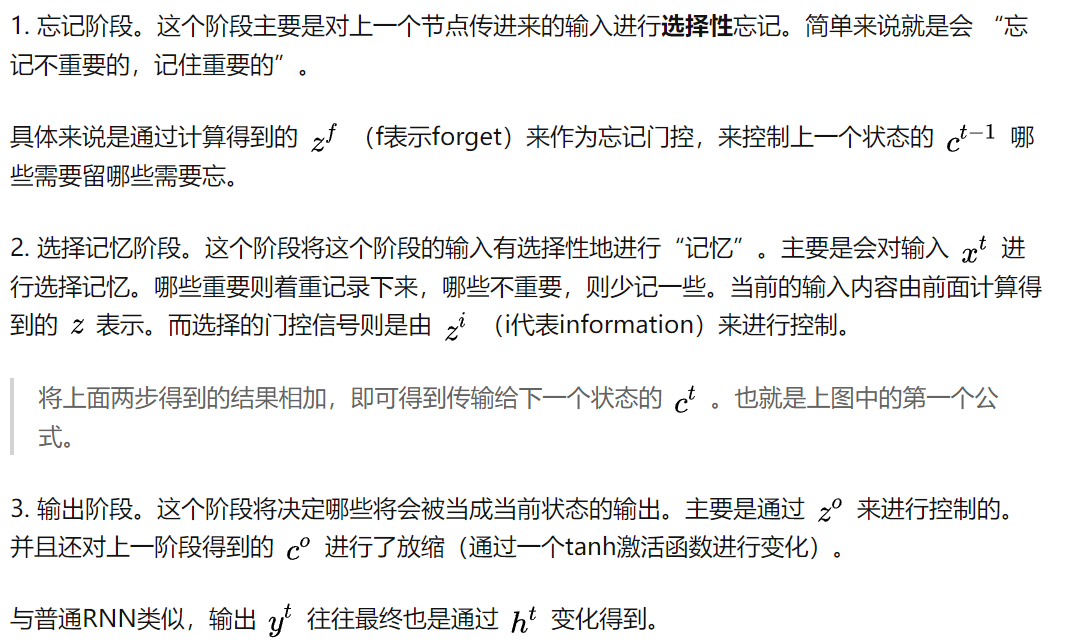 1. 忘记阶段。这个阶段主要是对上一个节点传进来的输入进行选择性忘记。简单来说就是会 “忘
记不重要的，记住重要的”。
具体来说是通过计算得到的 z^f （f表示forget）来作为忘记门控，来控制上一个状态的 c^{t-1} 哪
些需要留哪些需要忘。
2. 选择记忆阶段。这个阶段将这个阶段的输入有选择性地进行“记忆”。主要是会对输入 x^t 进
行选择记忆。哪些重要则着重记录下来，哪些不重要，则少记一些。当前的输入内容由前面计算得
到的 z 表示。而选择的门控信号则是由 z^i （i代表information）来进行控制。
将上面两步得到的结果相加，即可得到传输给下一个状态的 c^t 。也就是上图中的第一个公
式。
3. 输出阶段。这个阶段将决定哪些将会被当成当前状态的输出。主要是通过 z^o 来进行控制的。
并且还对上一阶段得到的 c^o 进行了放缩（通过一个tanh激活函数进行变化）。
与普通RNN类似，输出 y^t 往往最终也是通过 h^t 变化得到。